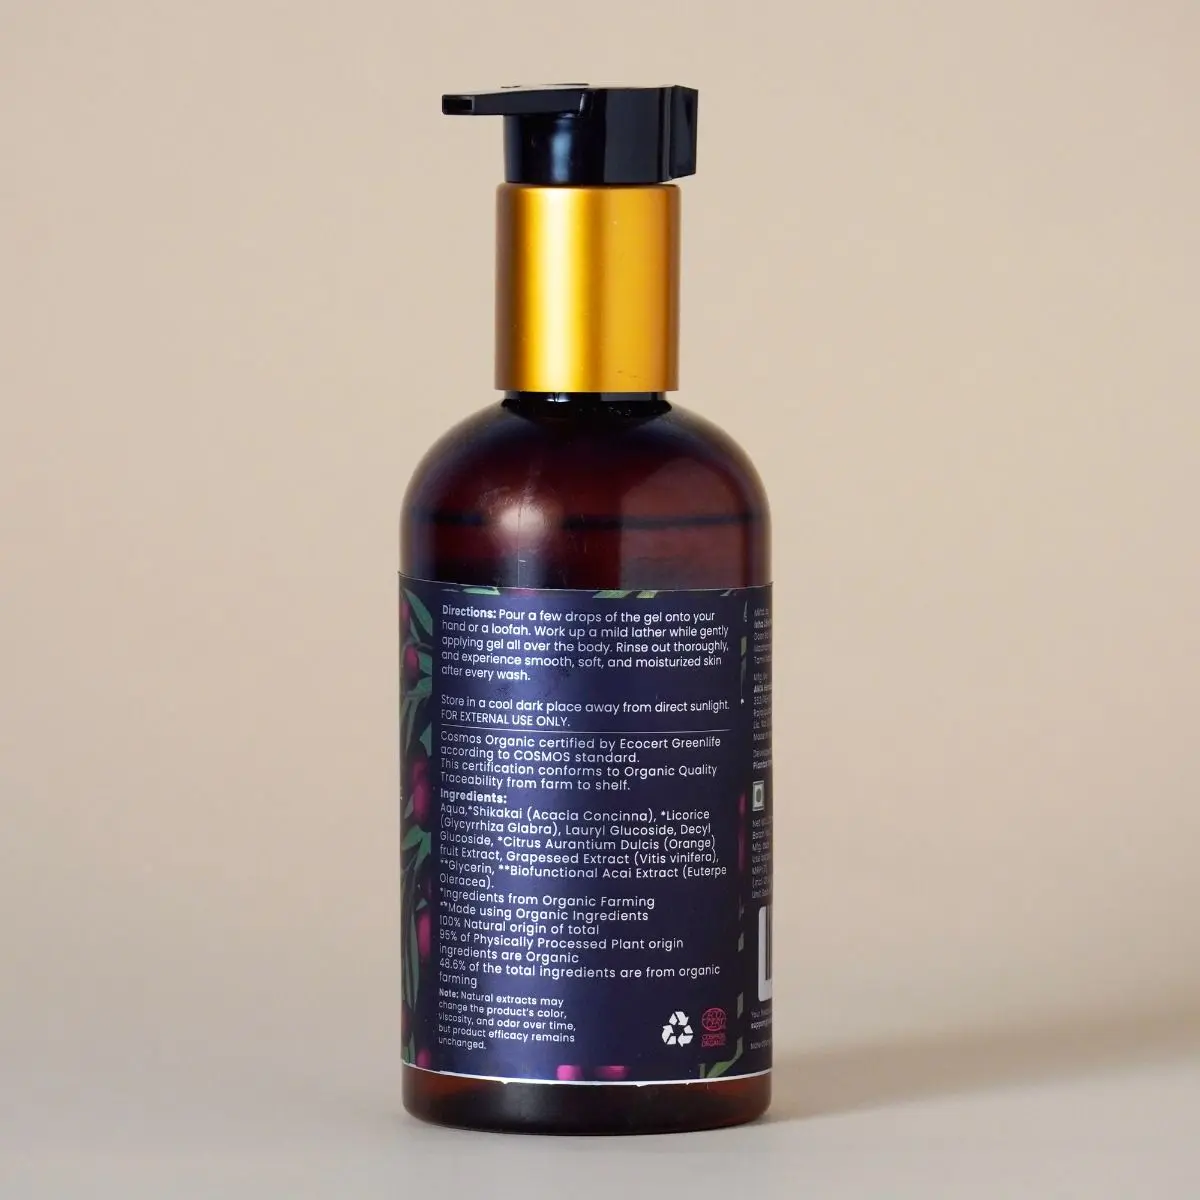 Directions: Pour a few drops of the gel onto your
hand or a loofah. Work up a mild lather while gently
applying gel all over the body. Rinse out thoroughly,
and experience smooth, soft, and moisturized skin
after every wash.
Store in a cool dark place away from direct sunlight.
FOR EXTERNAL USE ONLY.
Cosmos Organic certified by Ecocert Greenlife
according to COSMOS standard.
This certification conforms to Organic Quality
Traceability from farm to shelf.
Ingredients:
Aqua,*Shikakai (Acacia Concinna), *Licorice
(Glycyrrhiza Glabra), Lauryl Glucoside, Decyl
Glucoside, *Citrus Aurantium Dulcis (Orange)
fruit Extract, Grapeseed Extract (Vitis vinifera),
**Glycerin, **Biofunctional Acai Extract (Euterpe
Oleracea).
*Ingredients from Organic Farming
**Made using Organic Ingredients
100% Natural origin of total
95% of Physically Processed Plant origin
ingredients are Organic
48.6% of the total ingredients are from organic
farming
Note: Natural extracts may
change the product's color,
viscosity, and odor over time,
but product efficacy remains
unchanged.
ECO
CERT
COSMOS
ORGANIC